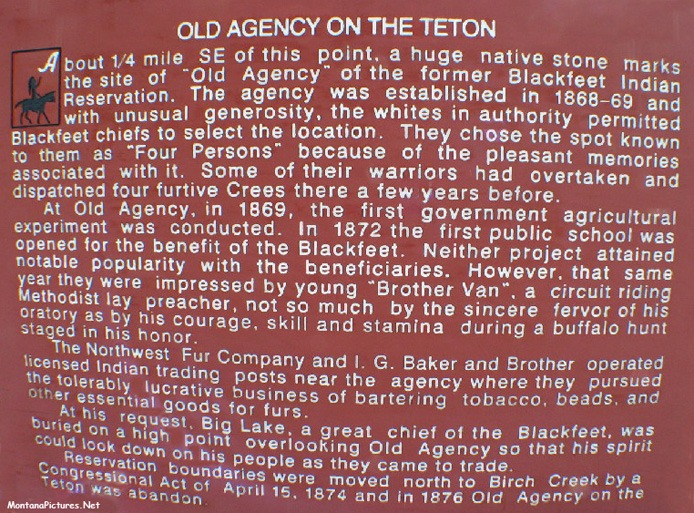 OLD AGENCY ON THE TETON
About 1/4 mile SE of this point, a huge native stone marks
the site of "Old Agency" of the former Blackfeet Indian
Reservation. The agency was established in 1868-69 and
with unusual generosity, the whites in authority permitted
Blackfeet chiefs to select the location. They chose the spot known
to them as "Four Persons" because of the pleasant memories
associated with it. Some of their warriors had overtaken and
dispatched four furtive Crees there a few years before.
At Old Agency, in 1869, the first government agricultural
experiment was conducted. In 1872 the first public school was
opened for the benefit of the Blackfeet. Neither project attained
notable popularity with the beneficiaries. However, that same
year they were impressed by young "Brother Van", a circuit riding
Methodist lay preacher, not so much by the sincere fervor of his
oratory as by his courage, skill and stamina during a buffalo hunt
staged in his honor.
The Northwest Fur Company and I. G. Baker and Brother operated
licensed Indian trading posts near the agency where they pursued
the tolerably lucrative business of bartering tobacco, beads, and
other essential goods for furs.
At his request, Big Lake, a great chief of the Blackfeet, was
buried on a high point overlooking Old Agency so that his spirit
could look down on his people as they came to trade.
Reservation boundaries were moved north to Birch Creek by a
Congressional Act of April 15, 1874 and in 1876 Old Agency on the
Teton was abandon.
MontanaPictures.Net